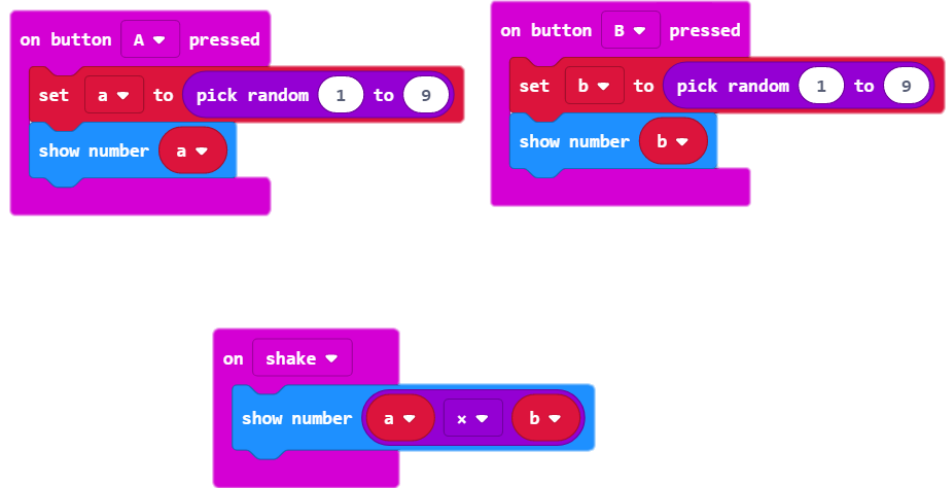 on button A pressed
set a to pick random 1 to 9
show number a
on button B pressed
set b to pick random 1 to 9
show number b
on shake
show number a × b